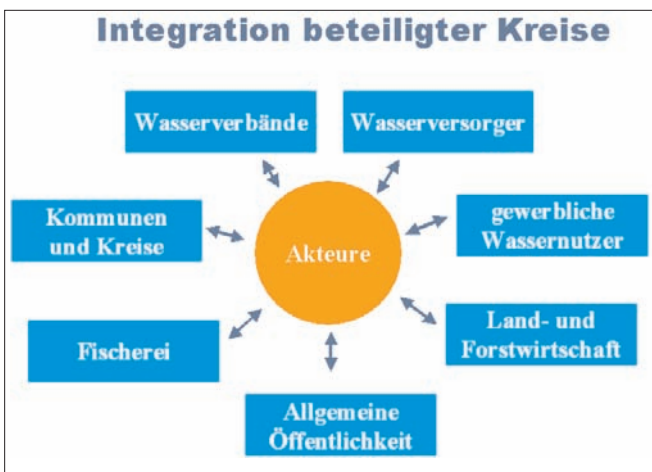 Integration beteiligter Kreise
Wasserverbände
Wasserversorger
Kommunen
und Kreise
Akteure
gewerbliche
Wassernutzer
Fischerei
Land- und
Forstwirtschaft
Allgemeine
Öffentlichkeit